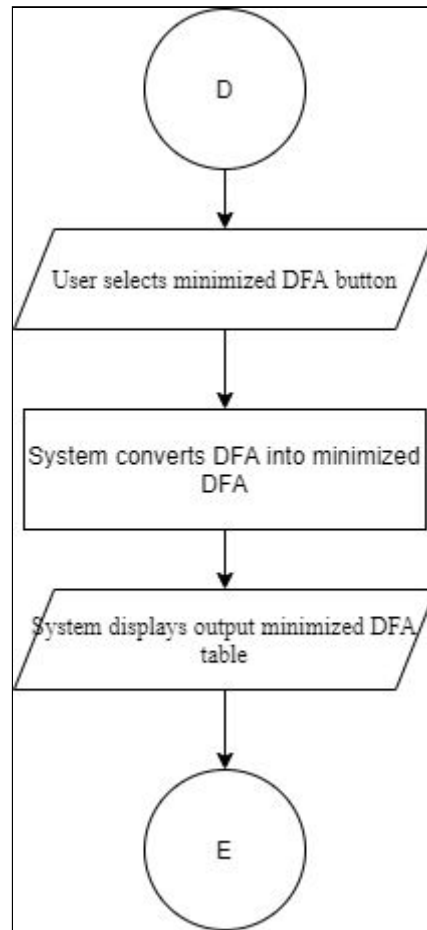 D
User selects minimized DFA button
System converts DFA into minimized
DFA
System displays output minimized DFA
table
E